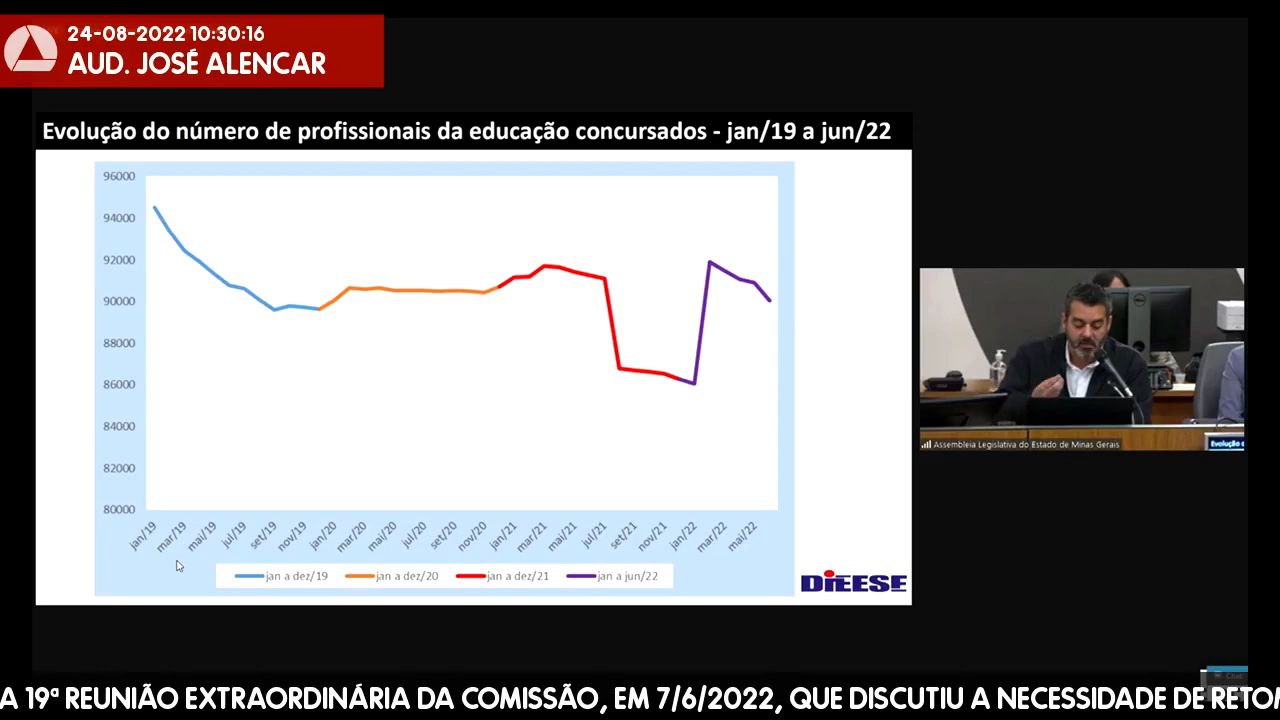 24-08-2022 10:30:16
AUD. JOSÉ ALENCAR
Evolução do número de profissionais da educação concursados - jan/19 a jun/22
96000
94000
92000
90000
88000
86000
84000
82000
80000
jan/19
mar/19
mai/19
jul/19
set/19
nov/19
jan/20
mar/20
mai/20
jul/20
set/20
nov/20
jan/21
mar/21
mai/21
jul/21
set/21
nov/21
jan/22
mar/22
mai/22
jan a dez/19
jan a dez/20
jan a dez/21
jan a jun/22
DIEESE
DELL
Assembleia Legislativa do Estado de Minas Gerais
Evolução
Chat
A 19ª REUNIÃO EXTRAORDINÁRIA DA COMISSÃO, EM 7/6/2022, QUE DISCUTIU A NECESSIDADE DE